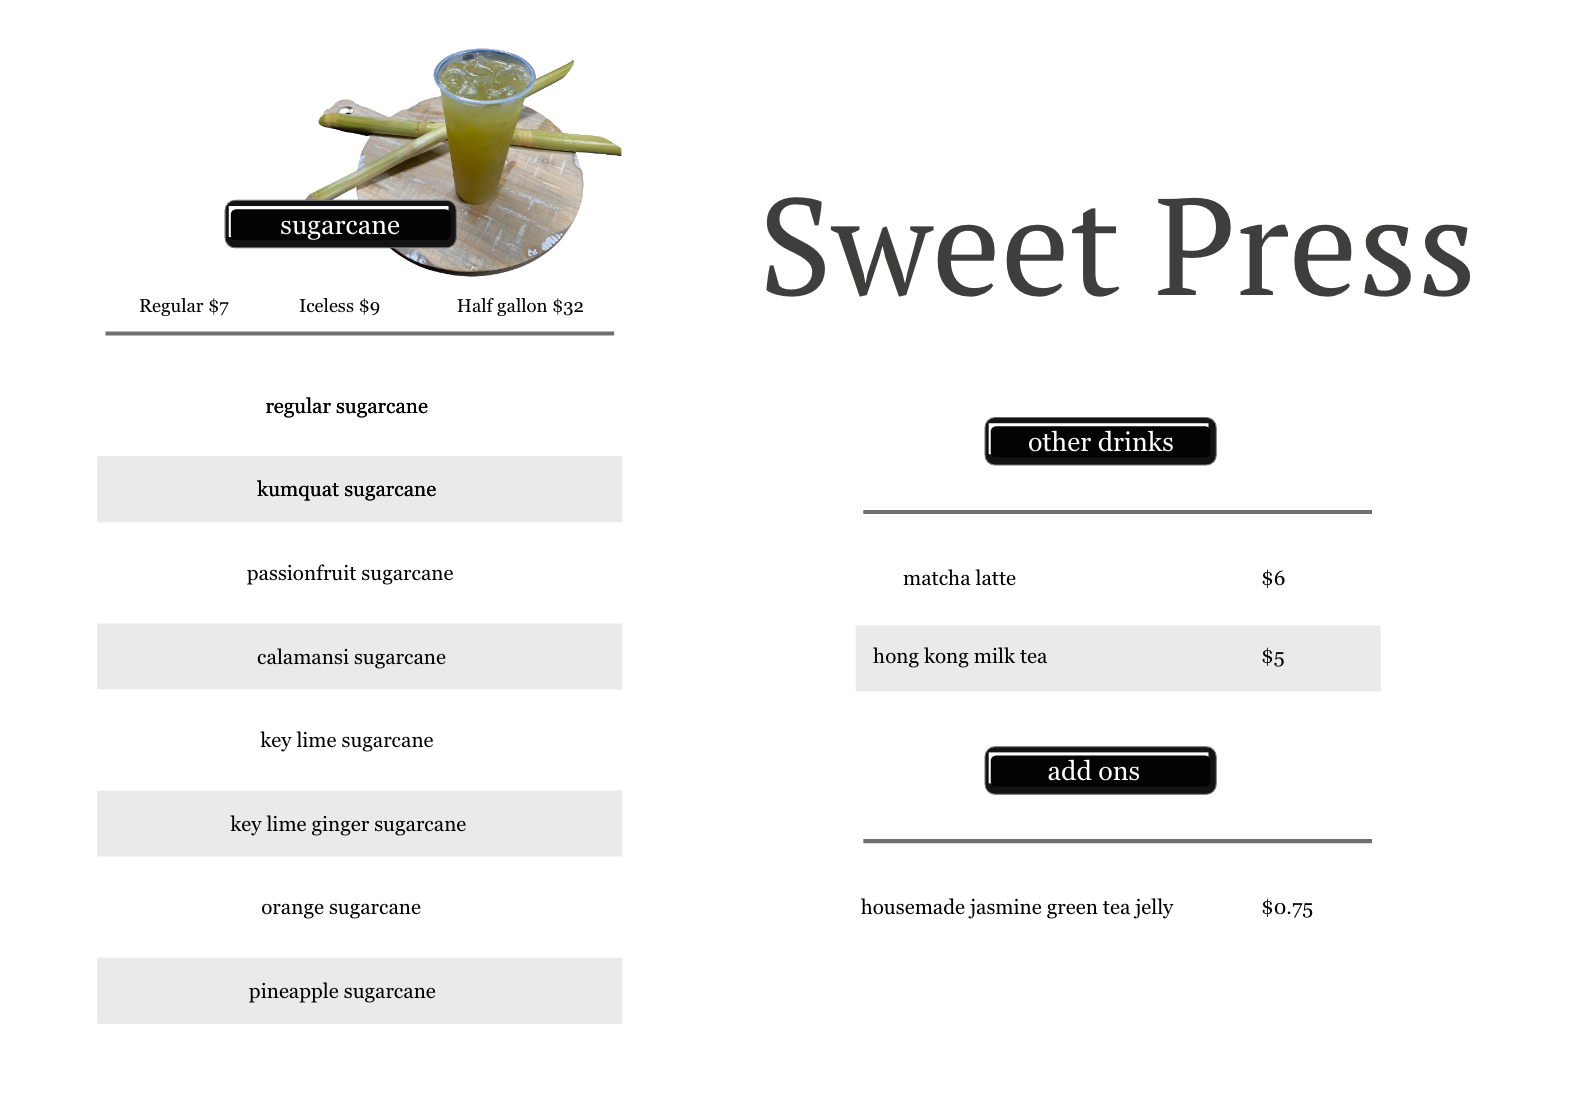 sugarcane
Regular $7 Iceless $9 Half gallon $32
regular sugarcane
kumquat sugarcane
passionfruit sugarcane
calamansi sugarcane
key lime sugarcane
key lime ginger sugarcane
orange sugarcane
pineapple sugarcane
Sweet Press
other drinks
matcha latte $6
hong kong milk tea $5
add ons
housemade jasmine green tea jelly $0.75